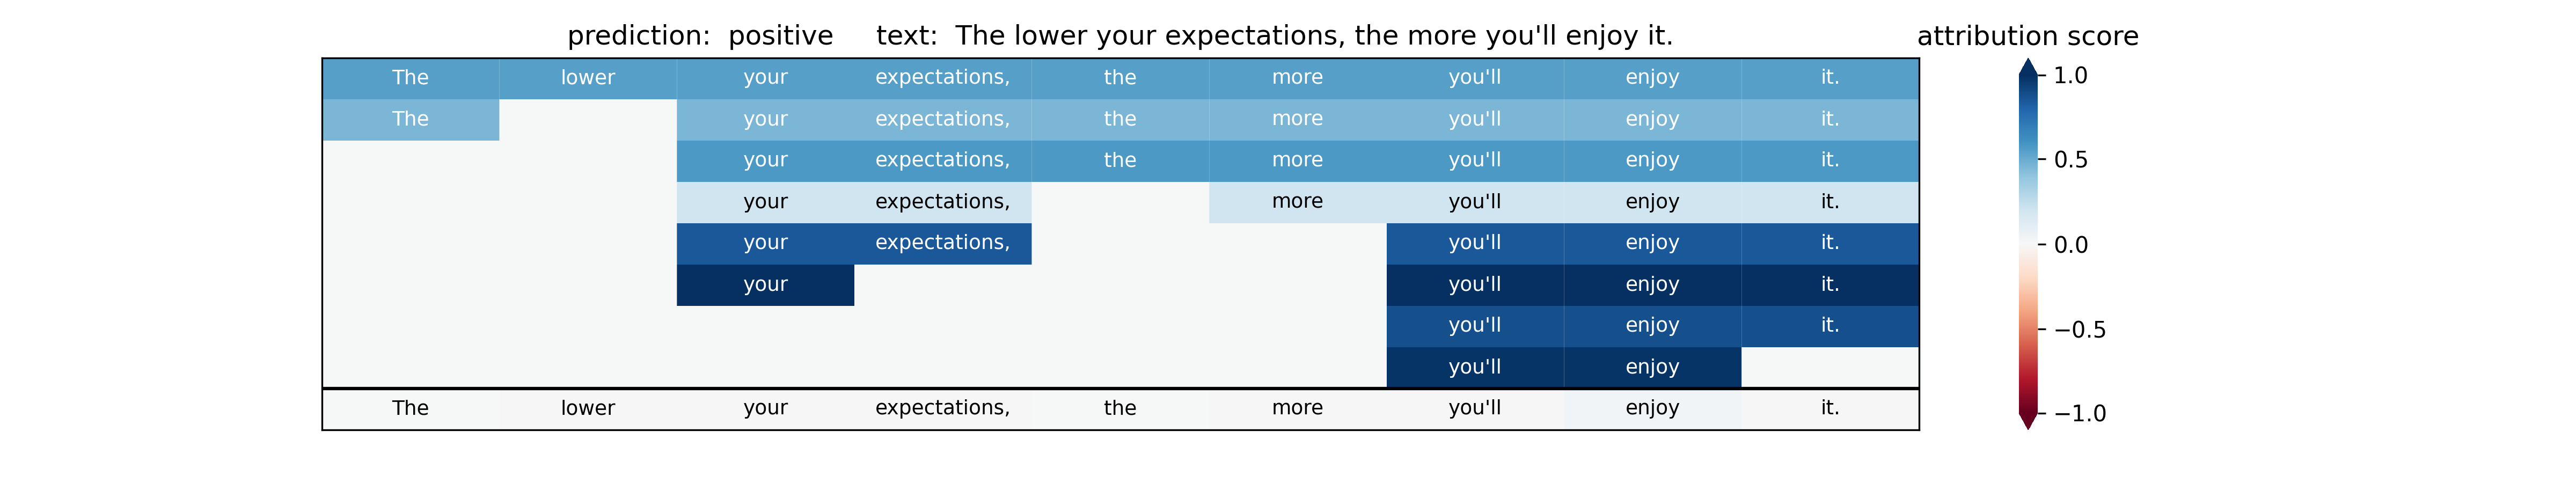 prediction:  positive     text:  The lower your expectations, the more you'll enjoy it.
attribution score
The lower your expectations, the more you'll enjoy it.
The your expectations, the more you'll enjoy it.
your expectations, the more you'll enjoy it.
your expectations, more you'll enjoy it.
your expectations, you'll enjoy it.
your you'll enjoy it.
you'll enjoy it.
you'll enjoy
The lower your expectations, the more you'll enjoy it.
1.0
0.5
0.0
−0.5
−1.0